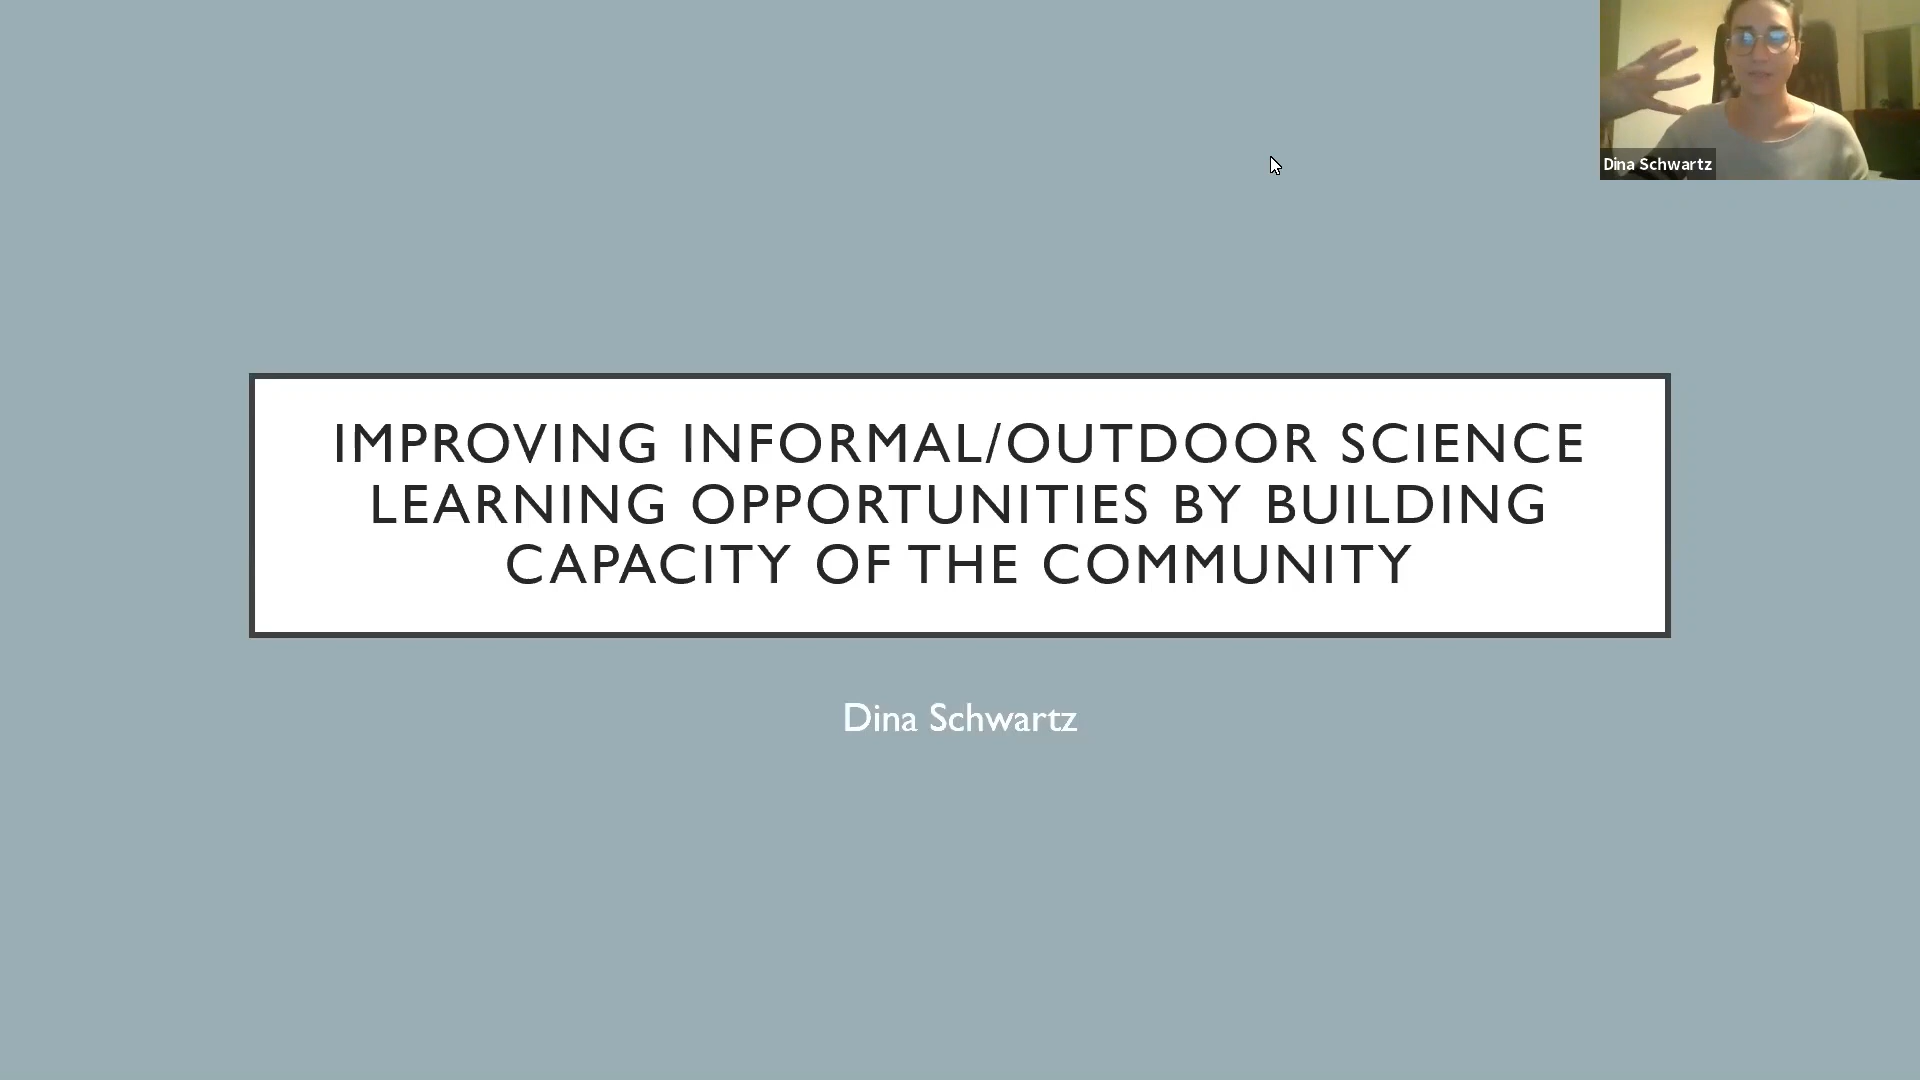 Dina Schwartz
IMPROVING INFORMAL/OUTDOOR SCIENCE
LEARNING OPPORTUNITIES BY BUILDING
CAPACITY OF THE COMMUNITY
Dina Schwartz